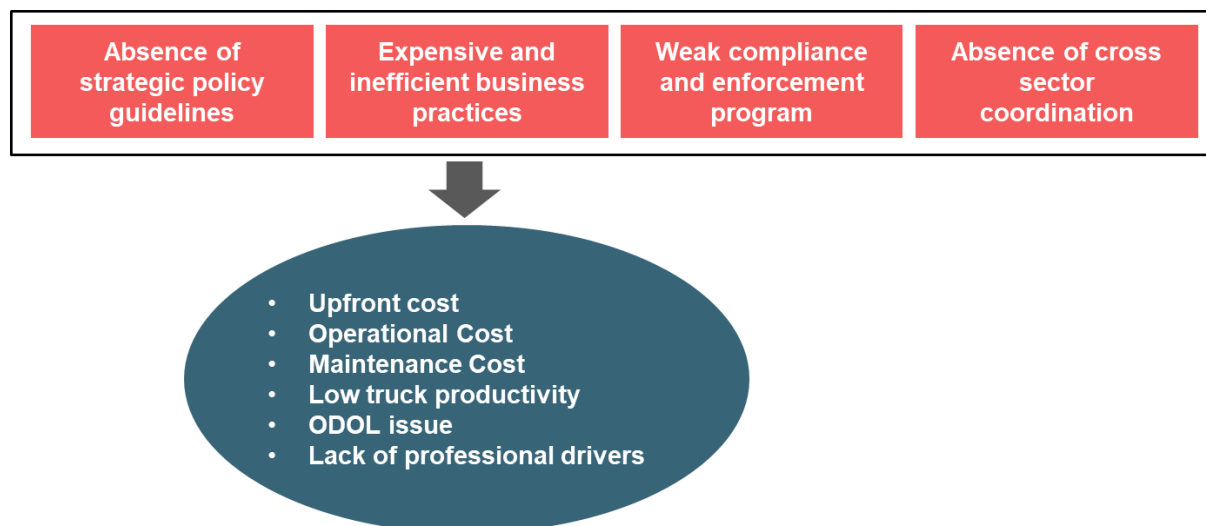 Absence of
strategic policy
guidelines
Expensive and
inefficient business
practices
Weak compliance
and enforcement
program
Absence of cross
sector
coordination
• Upfront cost
• Operational Cost
• Maintenance Cost
• Low truck productivity
• ODOL issue
• Lack of professional drivers